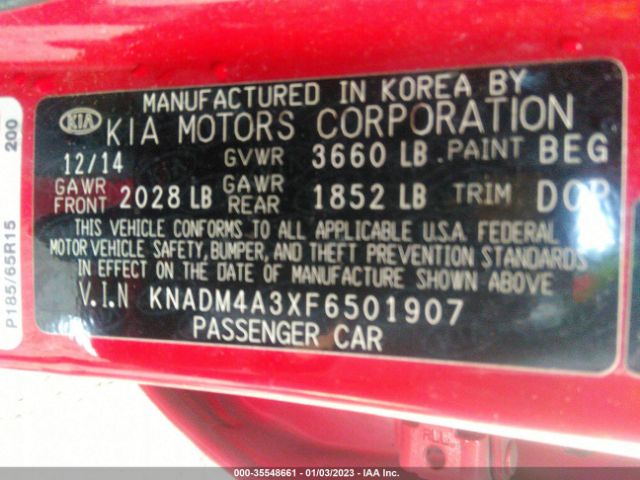 MANUFACTURED IN KOREA BY
KIA KIA MOTORS CORPORATION
12/14 GVWR 3660 LB. PAINT BEG
GAWR FRONT 2028 LB GAWR REAR 1852 LB TRIM
THIS VEHICLE CONFORMS TO ALL APPLICABLE U.S.A. FEDERAL
MOTOR VEHICLE SAFETY, BUMPER, AND THEFT PREVENTION STANDARDS
IN EFFECT ON THE DATE OF MANUFACTURE SHOWN ABOVE
V.I.N KNADM4A3XF6501907
PASSENGER CAR
P185/65R15 200
000-35548661 - 01/03/2023 - IAA Inc.